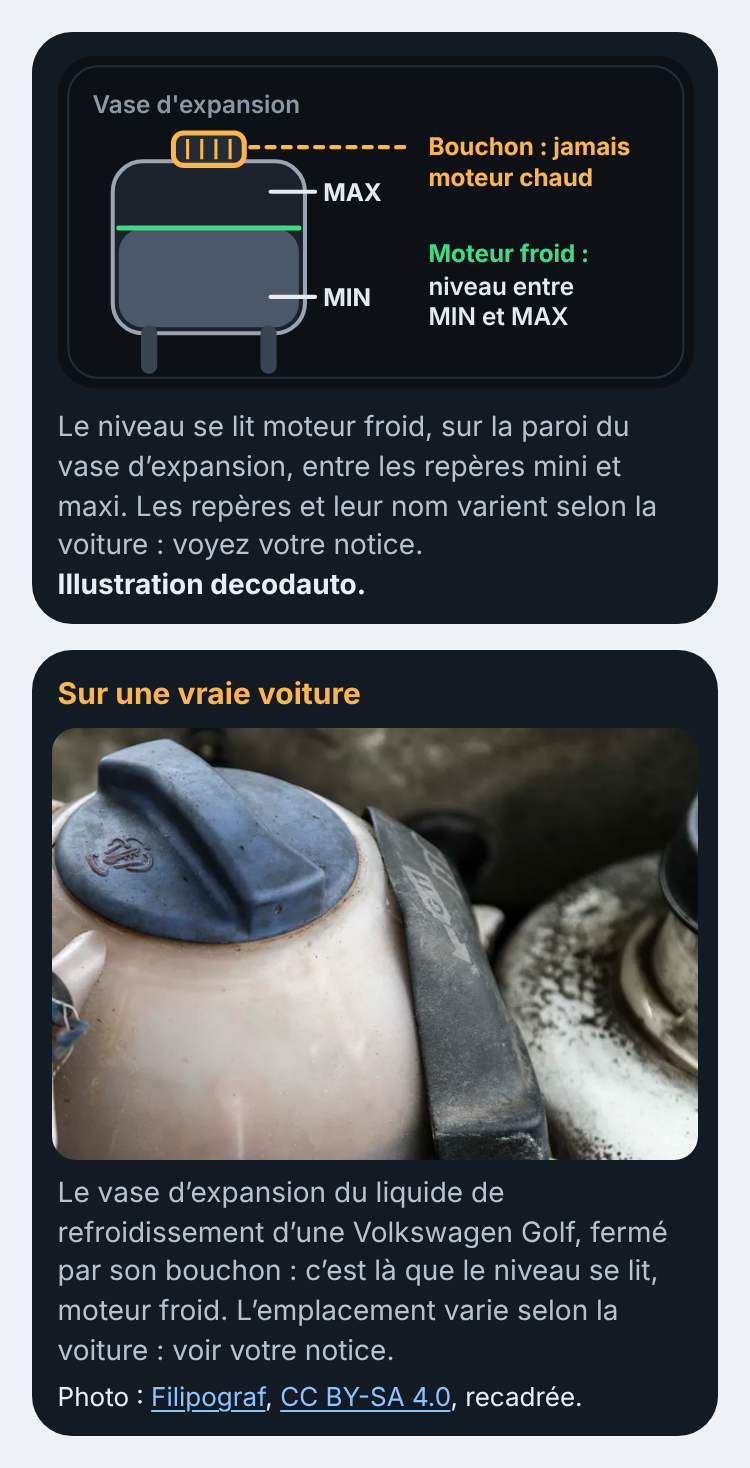 Vase d'expansion
Bouchon : jamais
moteur chaud
MAX
Moteur froid :
niveau entre
MIN et MAX
MIN
Le niveau se lit moteur froid, sur la paroi du
vase d’expansion, entre les repères mini et
maxi. Les repères et leur nom varient selon la
voiture : voyez votre notice.
Illustration decodauto.
Sur une vraie voiture
Le vase d’expansion du liquide de
refroidissement d’une Volkswagen Golf, fermé
par son bouchon : c’est là que le niveau se lit,
moteur froid. L’emplacement varie selon la
voiture : voir votre notice.
Photo : Filipograf, CC BY-SA 4.0, recadrée.